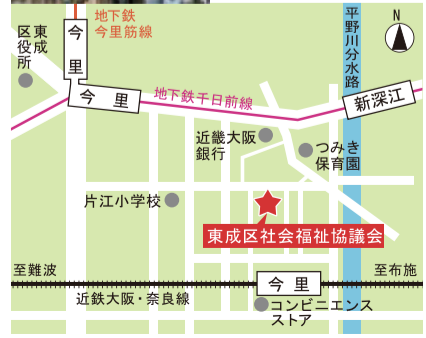 地下鉄
今里筋線
N
東成
区役所
今里
平野川分水路
今里
地下鉄千日前線
新深江
近畿大阪
銀行
つみき
保育園
片江小学校
東成区社会福祉協議会
至難波
今里
至布施
近鉄大阪・奈良線
コンビニエンス
ストア